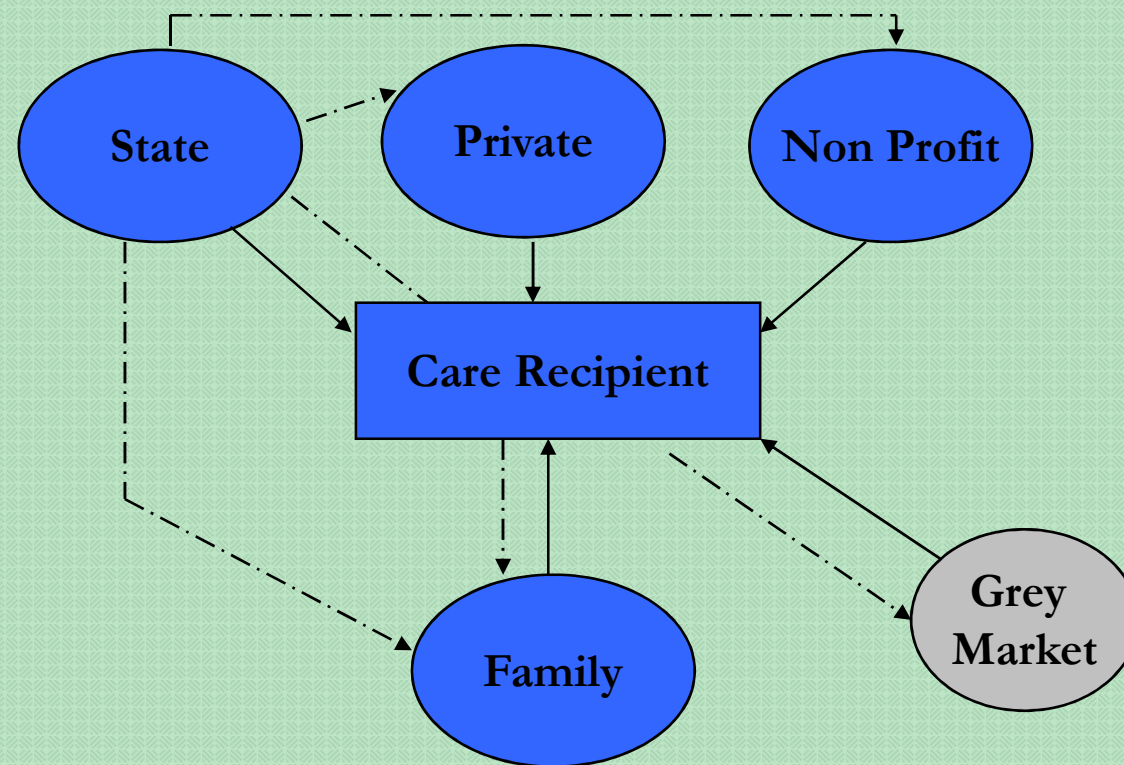 State
Private
Non Profit
Care Recipient
Grey
Market
Family